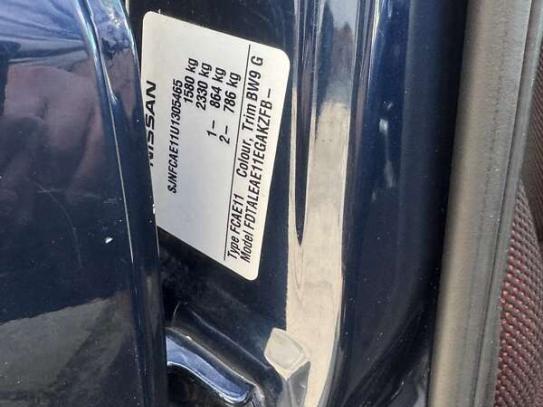 NISSAN
SJNFCAE11U1305465
1580 kg
2330 kg
1- 864 kg
2- 786 kg
Type FCAE11 Colour, Trim BW9 G
Model FDTALEAE11EGAKZFB -